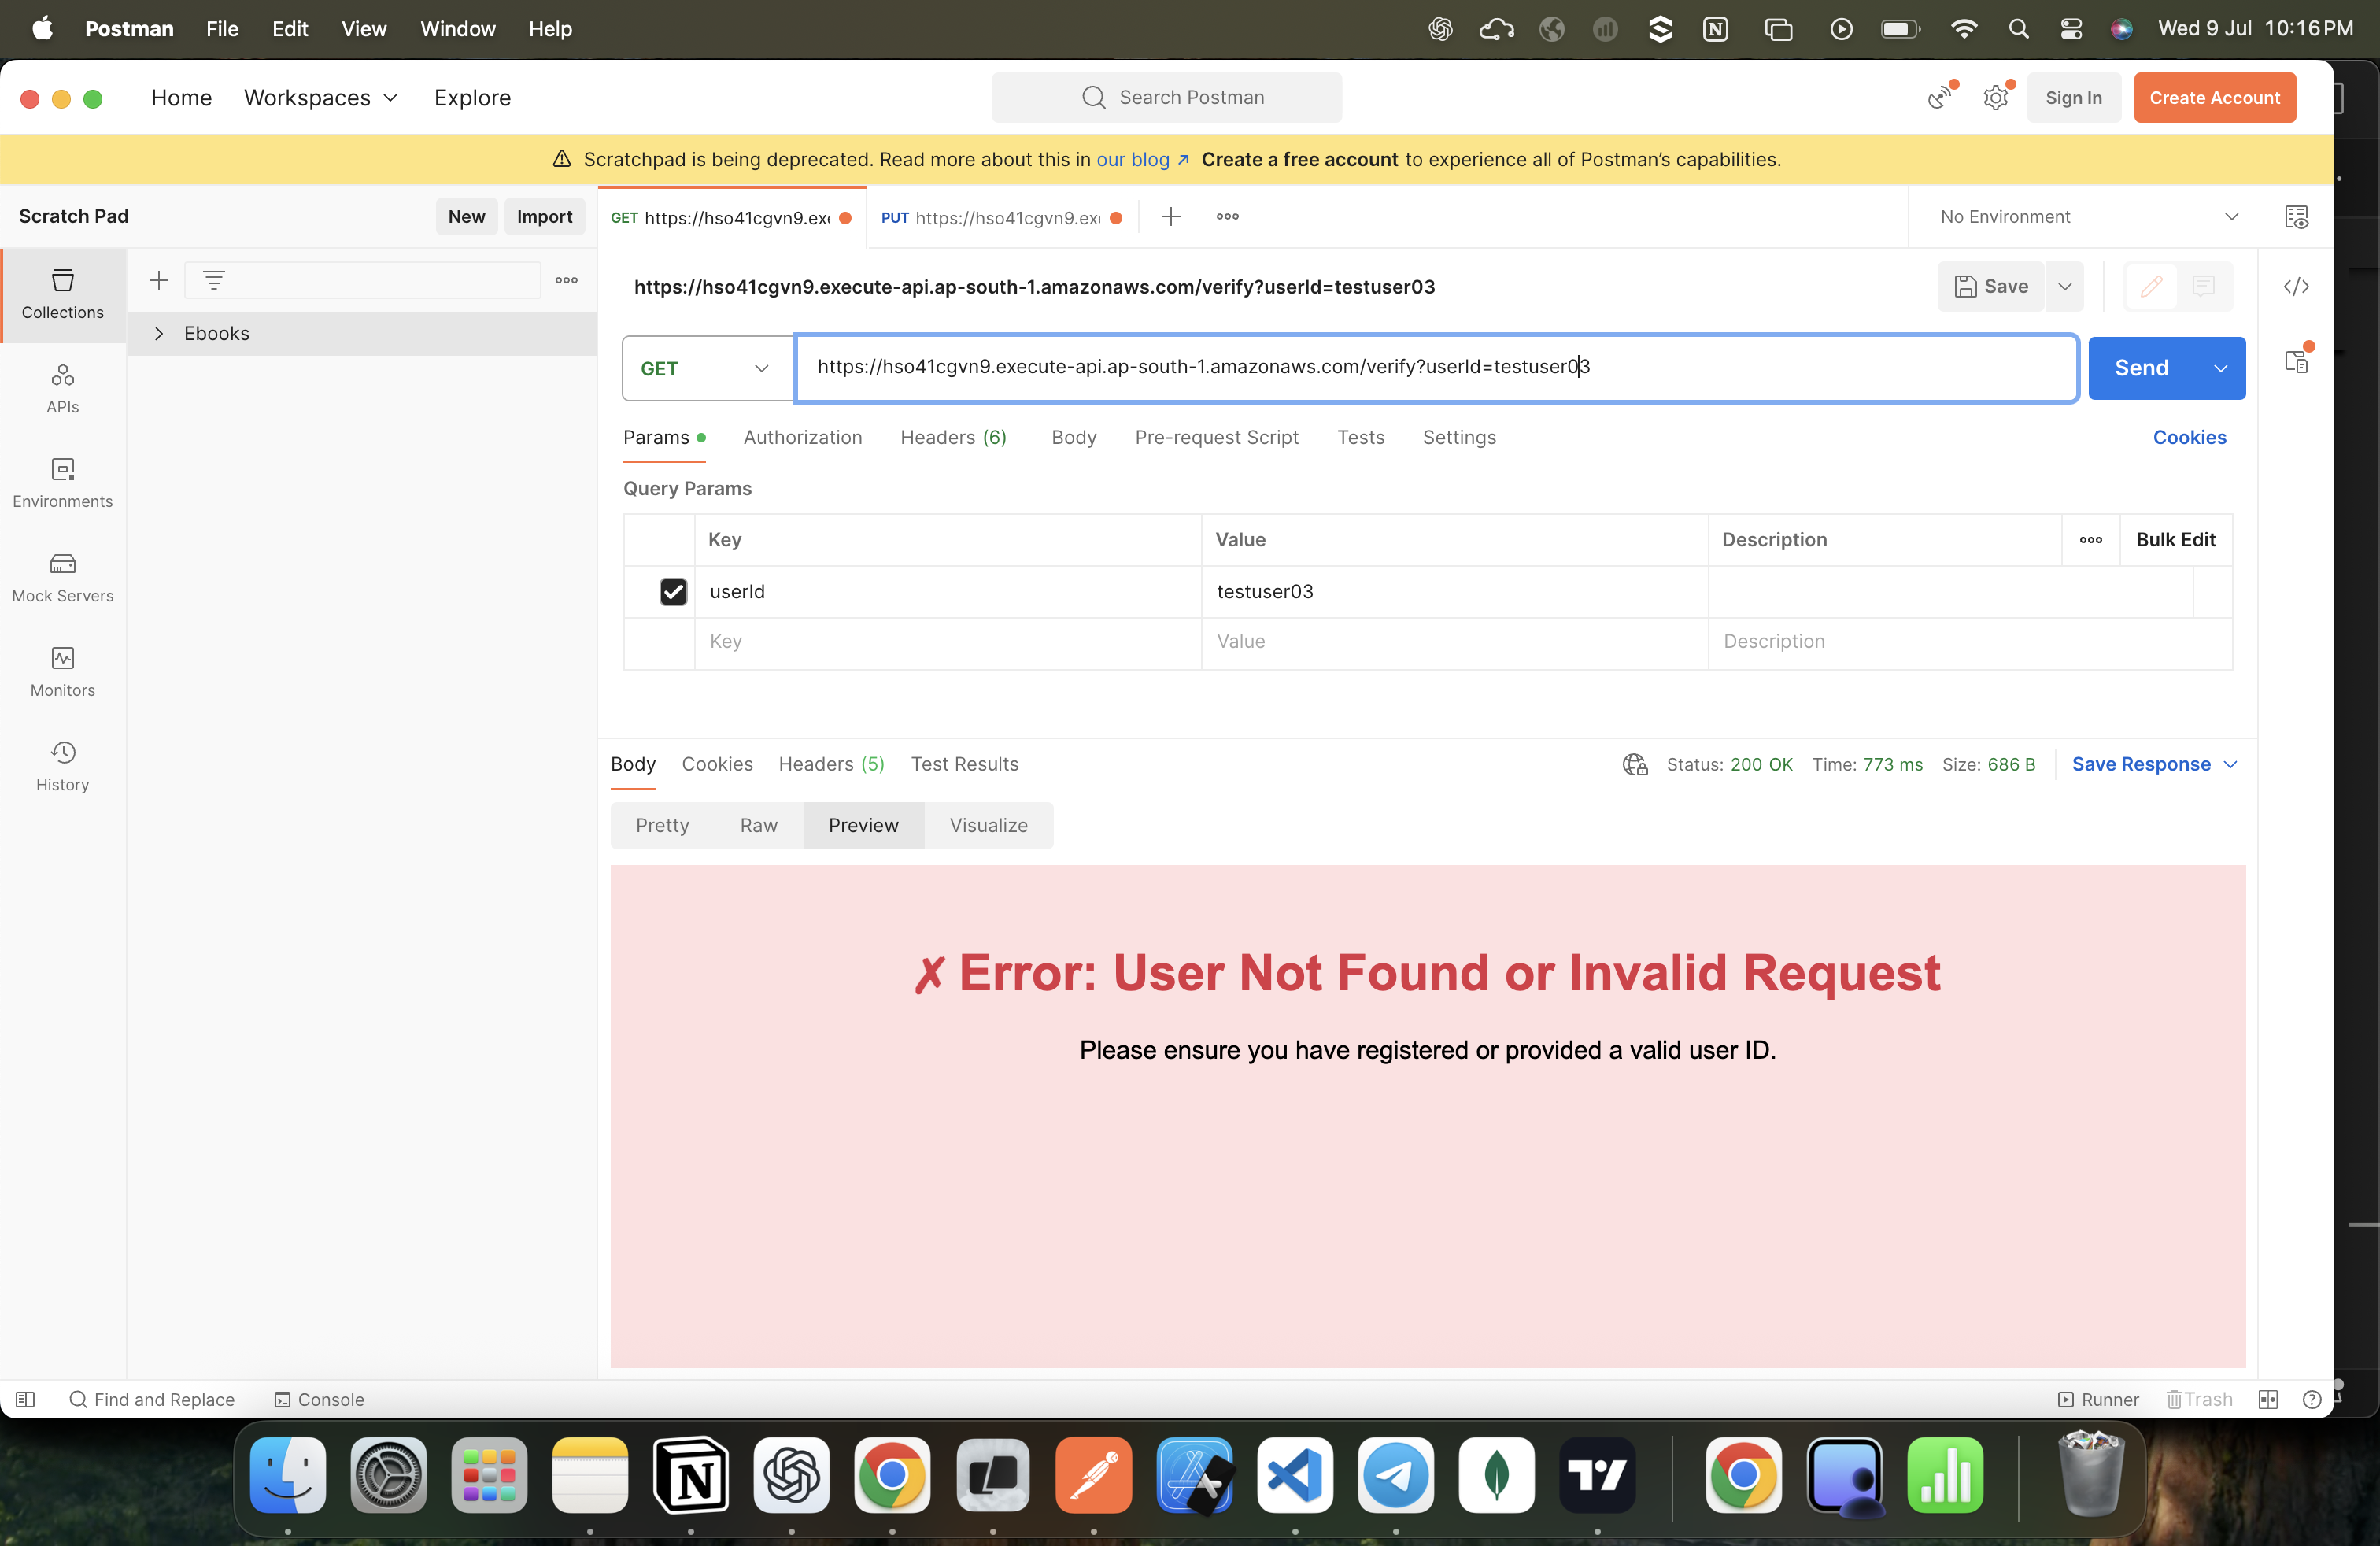 Postman File Edit View Window Help Wed 9 Jul 10:16 PM
Home Workspaces Explore Search Postman Sign In Create Account
Scratchpad is being deprecated. Read more about this in our blog ↗ Create a free account to experience all of Postman's capabilities.
Scratch Pad New Import GET https://hso41cgvn9.exe PUT https://hso41cgvn9.exe No Environment
Collections
Ebooks
APIs
Environments
Mock Servers
Monitors
History
https://hso41cgvn9.execute-api.ap-south-1.amazonaws.com/verify?userId=testuser03 Save
GET https://hso41cgvn9.execute-api.ap-south-1.amazonaws.com/verify?userId=testuser03 Send
Params Authorization Headers (6) Body Pre-request Script Tests Settings Cookies
Query Params
Key Value Description Bulk Edit
userId testuser03
Key Value Description
Body Cookies Headers (5) Test Results Status: 200 OK Time: 773 ms Size: 686 B Save Response
Pretty Raw Preview Visualize
✗ Error: User Not Found or Invalid Request
Please ensure you have registered or provided a valid user ID.
Find and Replace Console Runner Trash